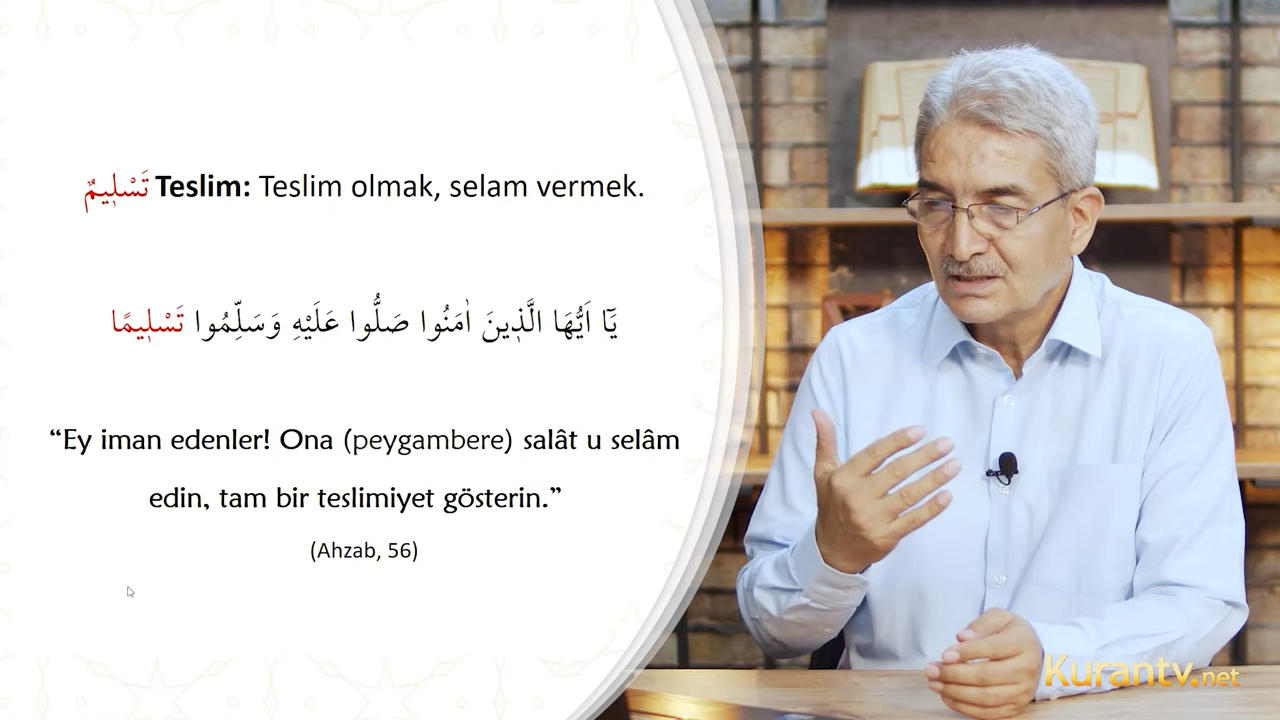 تَسْلٖيمٌ Teslim: Teslim olmak, selam vermek.
يَٓا اَيُّهَا الَّذٖينَ اٰمَنُوا صَلُّوا عَلَيْهِ وَسَلِّمُوا تَسْلٖيمًا
“Ey iman edenler! Ona (peygambere) salât u selâm
edin, tam bir teslimiyet gösterin.”
(Ahzab, 56)
Kurantv.net